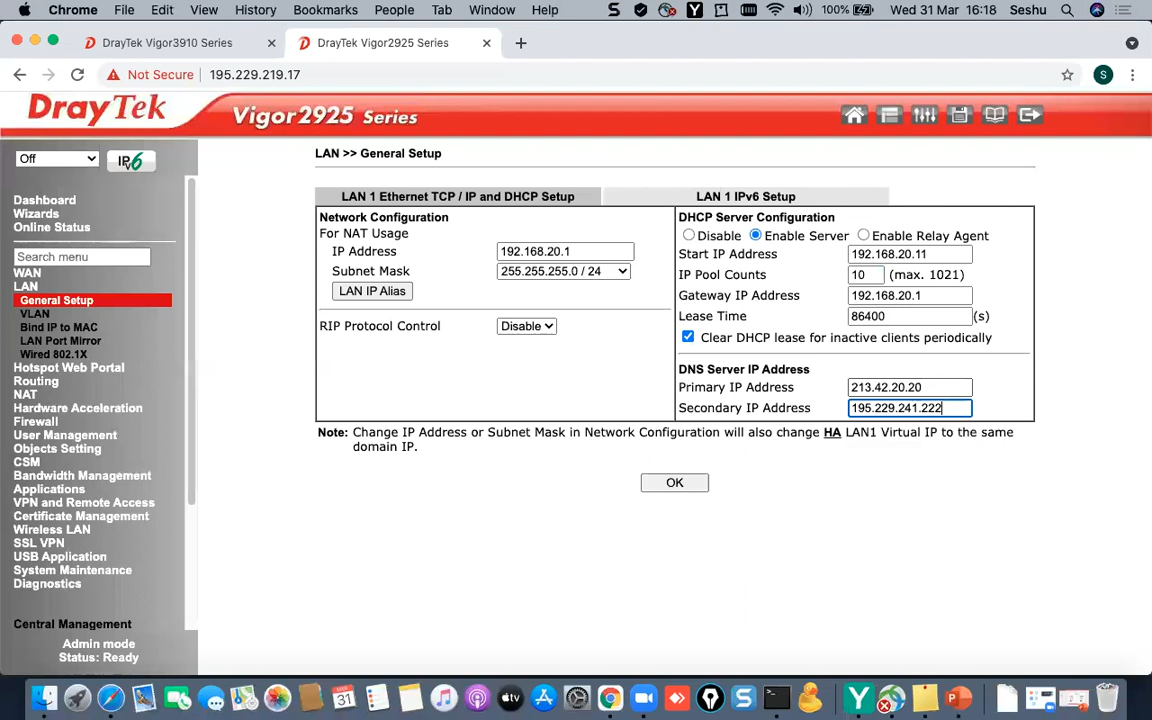 Chrome File Edit View History Bookmarks People Tab Window Help S Y 100% Wed 31 Mar 16:18 Seshu
DrayTek Vigor3910 Series × DrayTek Vigor2925 Series × +
Not Secure | 195.229.219.17 S
DrayTek Vigor2925 Series
Off IPv6
LAN >> General Setup
LAN 1 Ethernet TCP / IP and DHCP Setup LAN 1 IPv6 Setup
Dashboard
Wizards
Online Status
Search menu
WAN
LAN
General Setup
VLAN
Bind IP to MAC
LAN Port Mirror
Wired 802.1X
Hotspot Web Portal
Routing
NAT
Hardware Acceleration
Firewall
User Management
Objects Setting
CSM
Bandwidth Management
Applications
VPN and Remote Access
Certificate Management
Wireless LAN
SSL VPN
USB Application
System Maintenance
Diagnostics
Central Management
Admin mode
Status: Ready
Network Configuration
For NAT Usage
IP Address 192.168.20.1
Subnet Mask 255.255.255.0 / 24
LAN IP Alias
RIP Protocol Control Disable
DHCP Server Configuration
Disable Enable Server Enable Relay Agent
Start IP Address 192.168.20.11
IP Pool Counts 10 (max. 1021)
Gateway IP Address 192.168.20.1
Lease Time 86400 (s)
Clear DHCP lease for inactive clients periodically
DNS Server IP Address
Primary IP Address 213.42.20.20
Secondary IP Address 195.229.241.222
Note: Change IP Address or Subnet Mask in Network Configuration will also change HA LAN1 Virtual IP to the same
domain IP.
OK
MAR
31
tv
S
Y
P